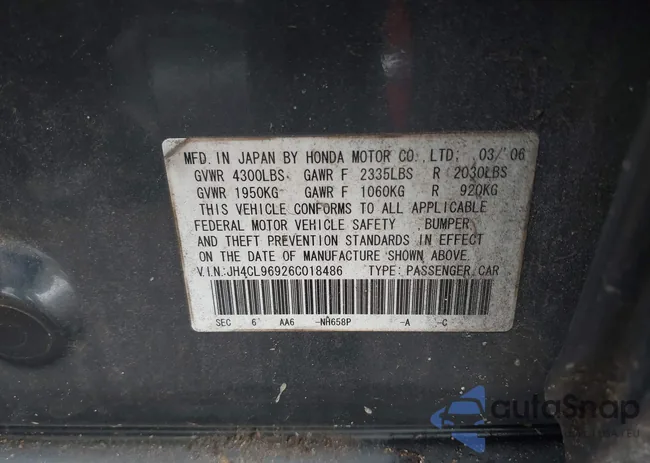 MFD. IN JAPAN BY HONDA MOTOR CO., LTD; 03/'06
GVWR 4300LBS GAWR F 2335LBS R 2030LBS
GVWR 1950KG GAWR F 1060KG R 920KG
THIS VEHICLE CONFORMS TO ALL APPLICABLE
FEDERAL MOTOR VEHICLE SAFETY, BUMPER,
AND THEFT PREVENTION STANDARDS IN EFFECT
ON THE DATE OF MANUFACTURE SHOWN ABOVE.
V.I.N: JH4CL96926C018486 TYPE: PASSENGER CAR
SEC 6 AA6 -NH658P -A -C
autoSnap